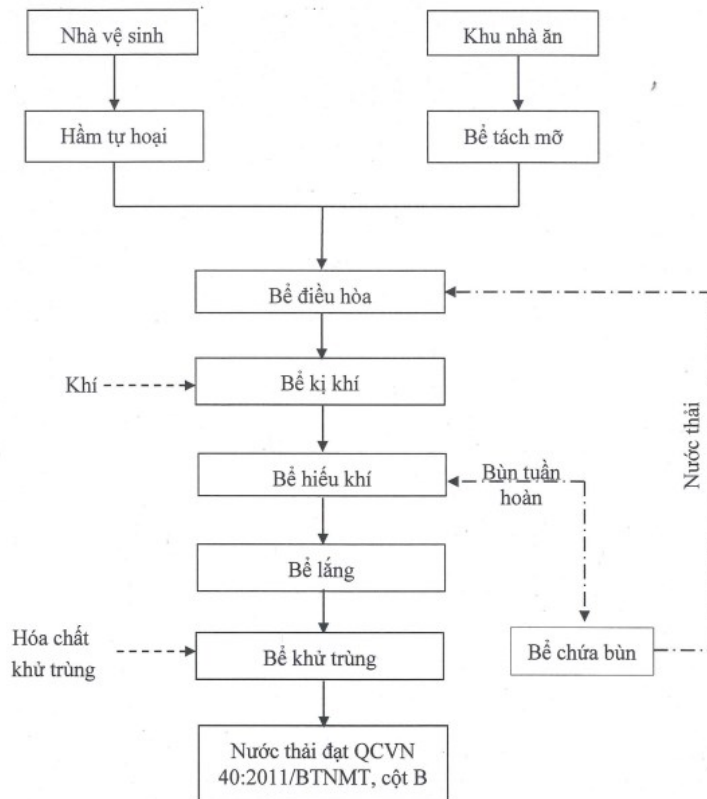 Nhà vệ sinh
Khu nhà ăn
Hầm tự hoại
Bể tách mỡ
Bể điều hòa
Khí
Bể kị khí
Nước thải
Bể hiếu khí
Bùn tuần
hoàn
Bể lắng
Hóa chất
khử trùng
Bể khử trùng
Bể chứa bùn
Nước thải đạt QCVN
40:2011/BTNMT, cột B